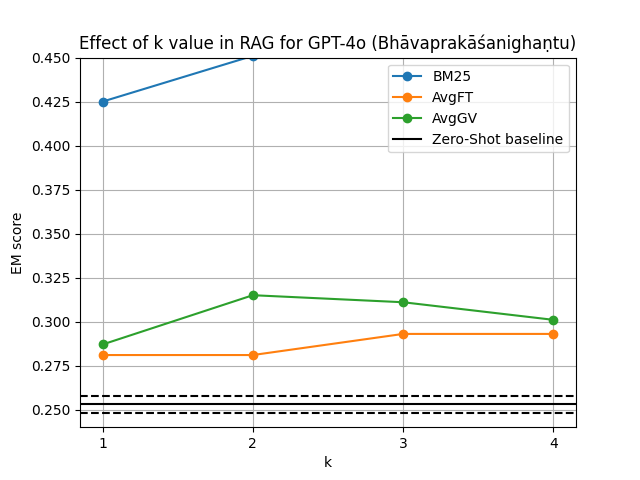 Effect of k value in RAG for GPT-4o (Bhāvaprakāśanighaṇṭu)
0.450
0.425
0.400
0.375
0.350
0.325
0.300
0.275
0.250
EM score
BM25
AvgFT
AvgGV
Zero-Shot baseline
1 2 3 4
k